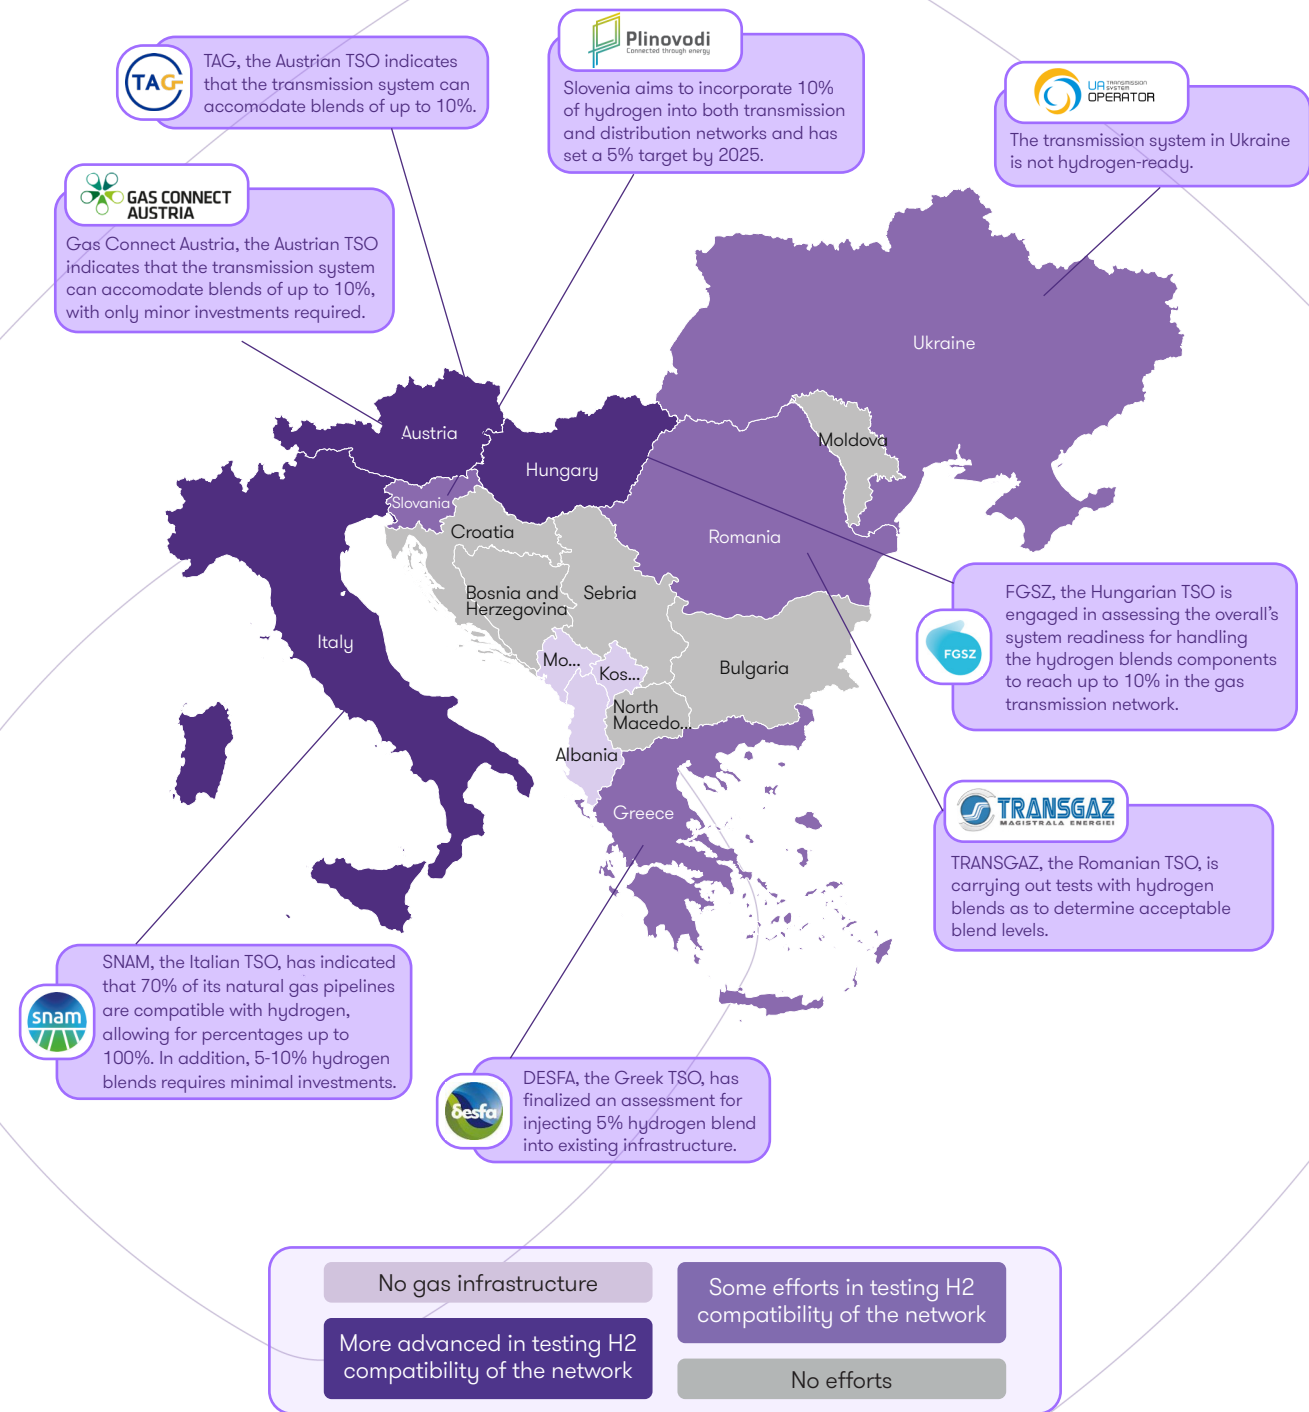 TAG
TAG, the Austrian TSO indicates
that the transmission system can
accomodate blends of up to 10%.
Plinovodi
Connected through energy
Slovenia aims to incorporate 10%
of hydrogen into both transmission
and distribution networks and has
set a 5% target by 2025.
UA TRANSMISSION
SYSTEM
OPERATOR
The transmission system in Ukraine
is not hydrogen-ready.
GAS CONNECT
AUSTRIA
Gas Connect Austria, the Austrian TSO
indicates that the transmission system
can accomodate blends of up to 10%,
with only minor investments required.
Ukraine
Austria
Moldova
Hungary
Slovania
Croatia
Romania
Bosnia and
Herzegovina
Sebria
Italy
Mo...
Kos...
Bulgaria
North
Macedo...
Albania
Greece
FGSZ
FGSZ, the Hungarian TSO is
engaged in assessing the overall's
system readiness for handling
the hydrogen blends components
to reach up to 10% in the gas
transmission network.
TRANSGAZ
MAGISTRALA ENERGIEI
TRANSGAZ, the Romanian TSO, is
carrying out tests with hydrogen
blends as to determine acceptable
blend levels.
snam
SNAM, the Italian TSO, has indicated
that 70% of its natural gas pipelines
are compatible with hydrogen,
allowing for percentages up to
100%. In addition, 5-10% hydrogen
blends requires minimal investments.
δesfa
DESFA, the Greek TSO, has
finalized an assessment for
injecting 5% hydrogen blend
into existing infrastructure.
No gas infrastructure
Some efforts in testing H2
compatibility of the network
More advanced in testing H2
compatibility of the network
No efforts